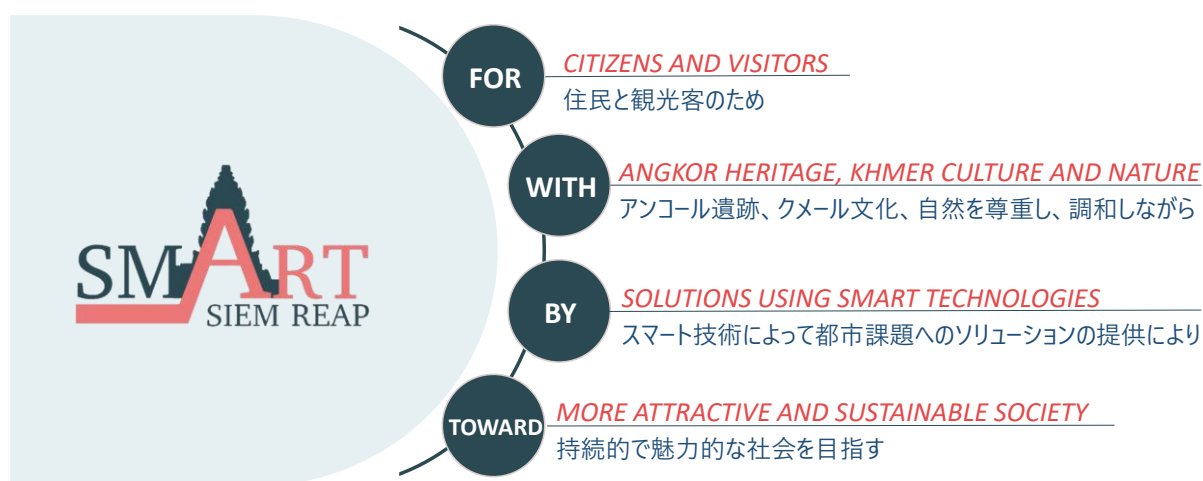 SMART
SIEM REAP
FOR
CITIZENS AND VISITORS
住民と観光客のため
WITH
ANGKOR HERITAGE, KHMER CULTURE AND NATURE
アンコール遺跡、クメール文化、自然を尊重し、調和しながら
BY
SOLUTIONS USING SMART TECHNOLOGIES
スマート技術によって都市課題へのソリューションの提供により
TOWARD
MORE ATTRACTIVE AND SUSTAINABLE SOCIETY
持続的で魅力的な社会を目指す